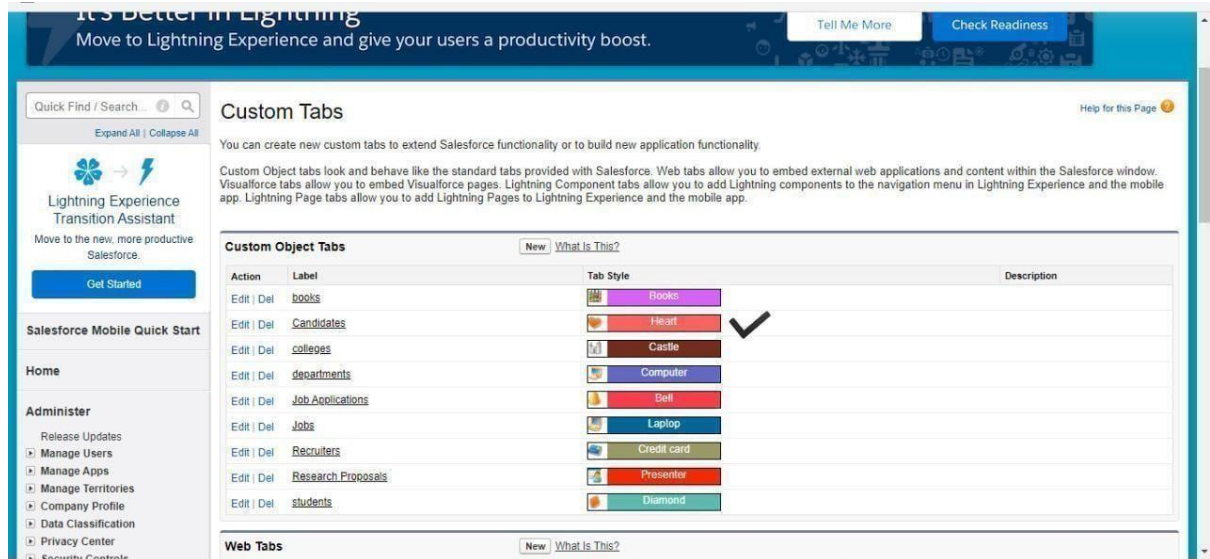 It's Better in Lightning
Move to Lightning Experience and give your users a productivity boost.
Tell Me More
Check Readiness
Quick Find / Search...
Expand All | Collapse All
Lightning Experience
Transition Assistant
Move to the new, more productive
Salesforce.
Get Started
Salesforce Mobile Quick Start
Home
Administer
Release Updates
Manage Users
Manage Apps
Manage Territories
Company Profile
Data Classification
Privacy Center
Security Controls
Custom Tabs
Help for this Page
You can create new custom tabs to extend Salesforce functionality or to build new application functionality.
Custom Object tabs look and behave like the standard tabs provided with Salesforce. Web tabs allow you to embed external web applications and content within the Salesforce window.
Visualforce tabs allow you to embed Visualforce pages. Lightning Component tabs allow you to add Lightning components to the navigation menu in Lightning Experience and the mobile
app. Lightning Page tabs allow you to add Lightning Pages to Lightning Experience and the mobile app.
Custom Object Tabs New What Is This?
Action Label Tab Style Description
Edit | Del books Books
Edit | Del Candidates Heart
Edit | Del colleges Castle
Edit | Del departments Computer
Edit | Del Job Applications Bell
Edit | Del Jobs Laptop
Edit | Del Recruiters Credit card
Edit | Del Research Proposals Presenter
Edit | Del students Diamond
Web Tabs New What Is This?